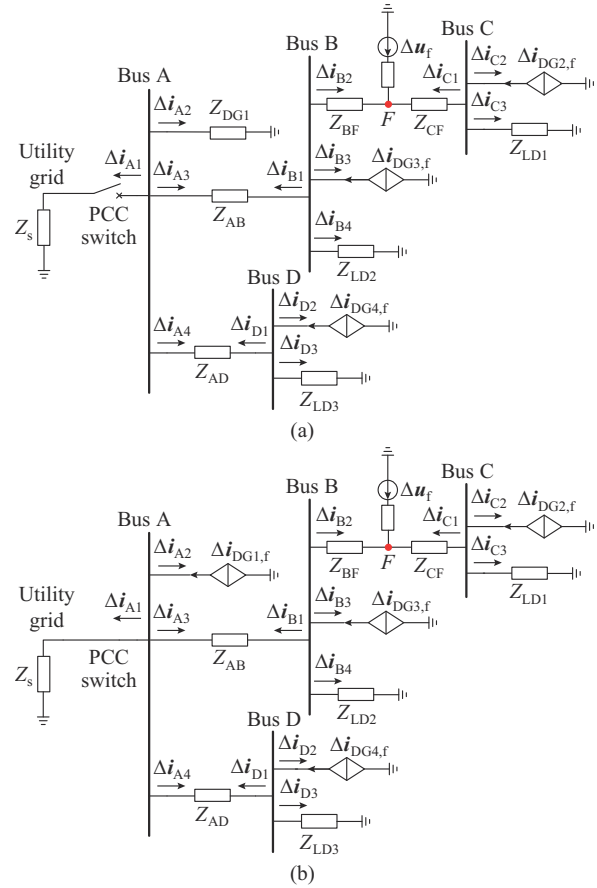 Bus A
Bus B
Bus C
Δu_f
Δi_B2
Δi_C1
Δi_C2
Δi_DG2,f
Δi_A2
Z_DG1
Z_BF
F
Z_CF
Δi_C3
Z_LD1
Utility
grid
Δi_A1
Δi_A3
Δi_B1
Δi_B3
Δi_DG3,f
Z_s
PCC
switch
Z_AB
Δi_B4
Z_LD2
Bus D
Δi_D2
Δi_DG4,f
Δi_A4
Δi_D1
Δi_D3
Z_AD
Z_LD3
(a)
Bus A
Bus B
Bus C
Δu_f
Δi_B2
Δi_C1
Δi_C2
Δi_DG2,f
Δi_A2
Δi_DG1,f
Z_BF
F
Z_CF
Δi_C3
Z_LD1
Utility
grid
Δi_A1
Δi_A3
Δi_B1
Δi_B3
Δi_DG3,f
Z_s
PCC
switch
Z_AB
Δi_B4
Z_LD2
Bus D
Δi_D2
Δi_DG4,f
Δi_A4
Δi_D1
Δi_D3
Z_AD
Z_LD3
(b)